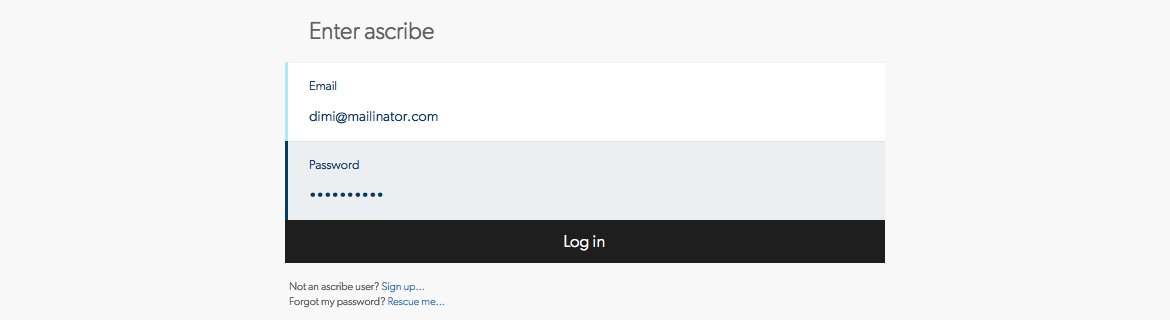 Enter ascribe
Email
dimi@mailinator.com
Password
••••••••••
Log in
Not an ascribe user? Sign up...
Forgot my password? Rescue me...